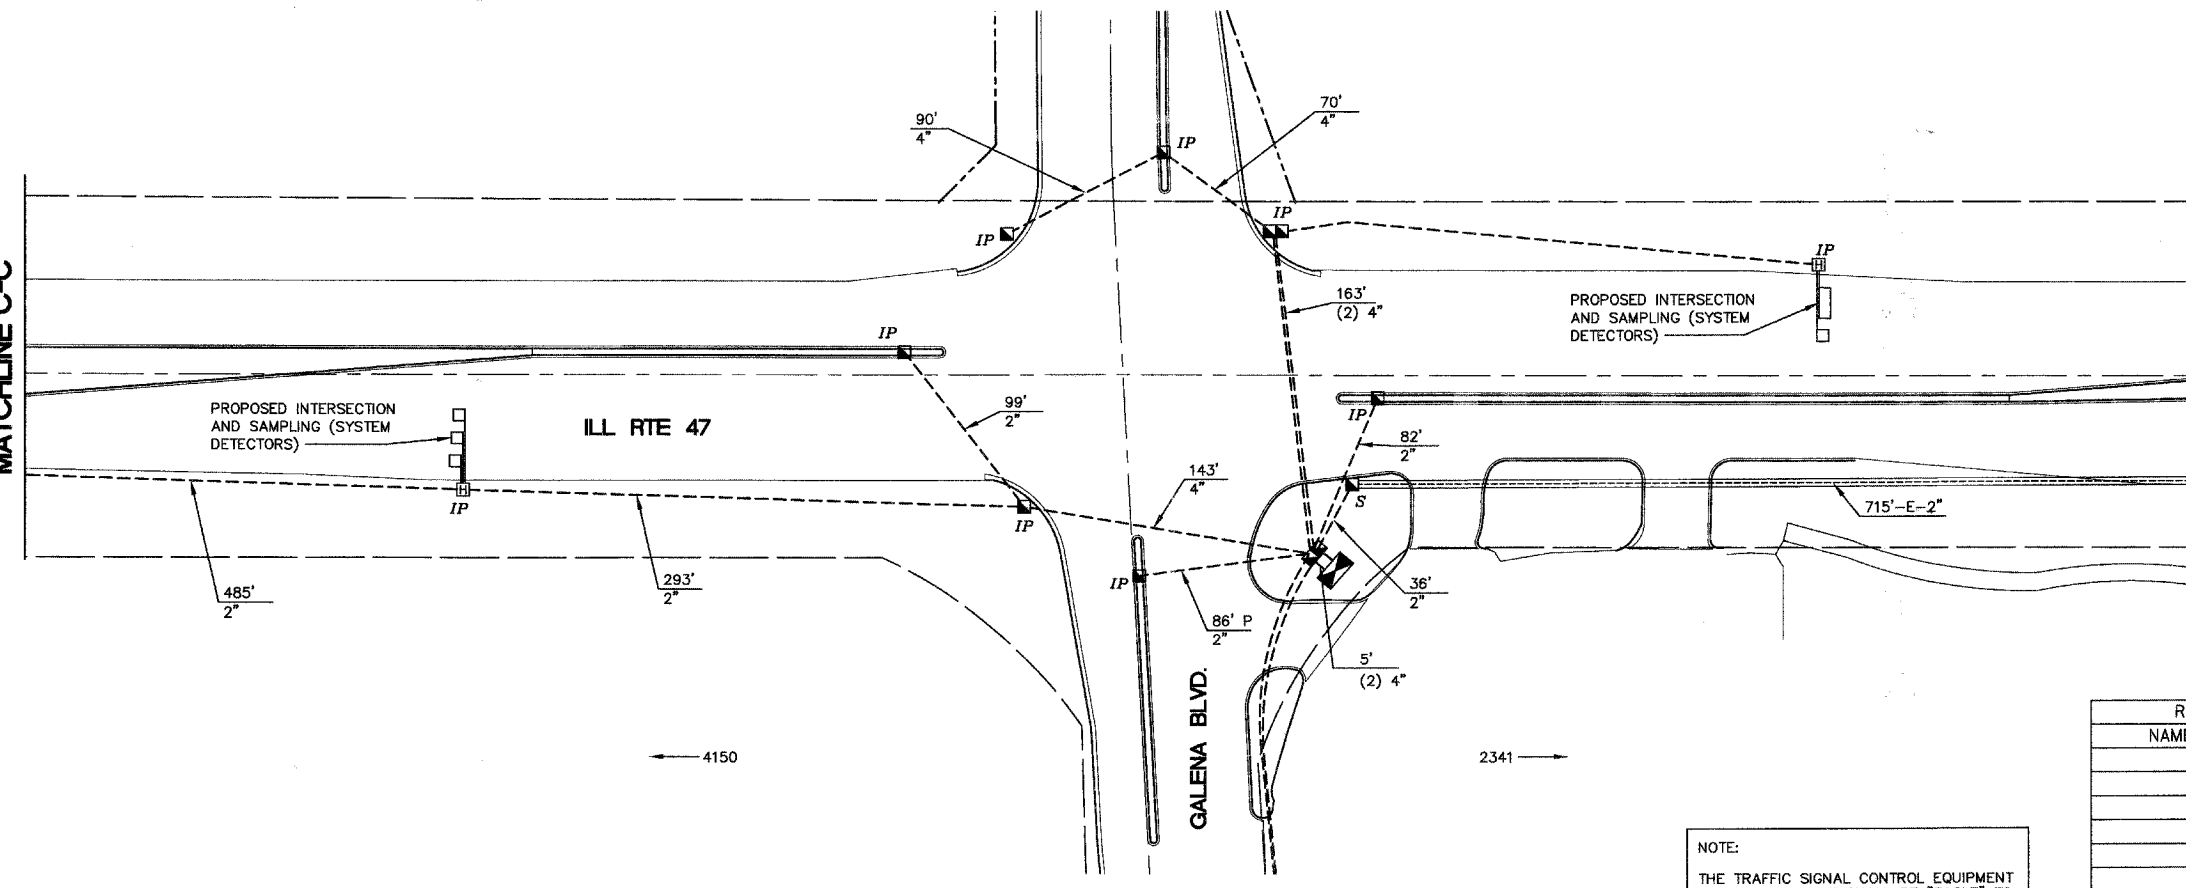 MATCHLINE C-C
90'
4"
70'
4"
IP
IP
IP
IP
163'
(2) 4"
PROPOSED INTERSECTION
AND SAMPLING (SYSTEM
DETECTORS)
IP
PROPOSED INTERSECTION
AND SAMPLING (SYSTEM
DETECTORS)
ILL RTE 47
99'
2"
IP
82'
2"
143'
4"
IP
IP
S
715'-E-2"
485'
2"
293'
2"
IP
86' P
2"
36'
2"
5'
(2) 4"
GALENA BLVD.
4150
2341
R
NAME
NOTE:
THE TRAFFIC SIGNAL CONTROL EQUIPMENT